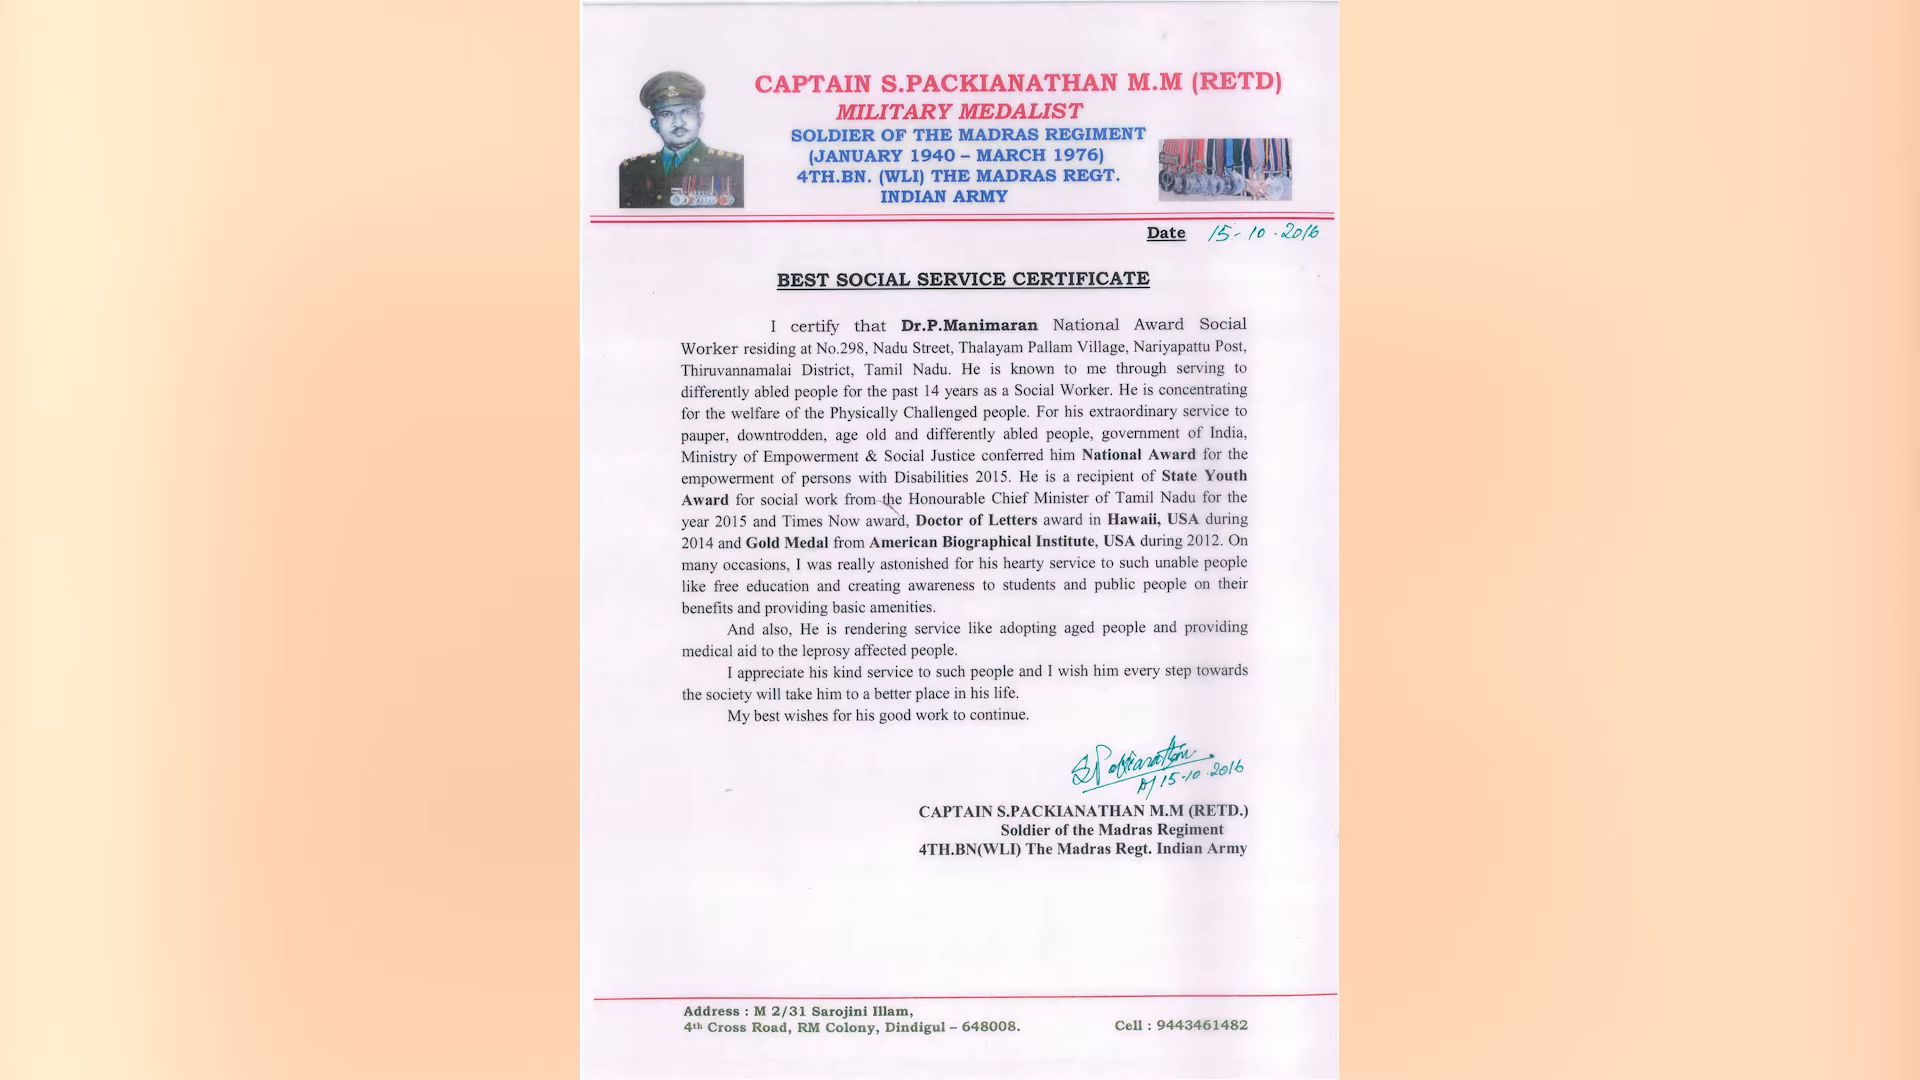 CAPTAIN S.PACKIANATHAN M.M (RETD)
MILITARY MEDALIST
SOLDIER OF THE MADRAS REGIMENT
(JANUARY 1940 – MARCH 1976)
4TH.BN. (WLI) THE MADRAS REGT.
INDIAN ARMY
Date 15-10-2016
BEST SOCIAL SERVICE CERTIFICATE
I certify that Dr.P.Manimaran National Award Social
Worker residing at No.298, Nadu Street, Thalayam Pallam Village, Nariyapattu Post,
Thiruvannamalai District, Tamil Nadu. He is known to me through serving to
differently abled people for the past 14 years as a Social Worker. He is concentrating
for the welfare of the Physically Challenged people. For his extraordinary service to
pauper, downtrodden, age old and differently abled people, government of India,
Ministry of Empowerment & Social Justice conferred him National Award for the
empowerment of persons with Disabilities 2015. He is a recipient of State Youth
Award for social work from the Honourable Chief Minister of Tamil Nadu for the
year 2015 and Times Now award, Doctor of Letters award in Hawaii, USA during
2014 and Gold Medal from American Biographical Institute, USA during 2012. On
many occasions, I was really astonished for his hearty service to such unable people
like free education and creating awareness to students and public people on their
benefits and providing basic amenities.
And also, He is rendering service like adopting aged people and providing
medical aid to the leprosy affected people.
I appreciate his kind service to such people and I wish him every step towards
the society will take him to a better place in his life.
My best wishes for his good work to continue.
S Packianathan
15-10-2016
CAPTAIN S.PACKIANATHAN M.M (RETD.)
Soldier of the Madras Regiment
4TH.BN(WLI) The Madras Regt. Indian Army
Address : M 2/31 Sarojini Illam,
4th Cross Road, RM Colony, Dindigul – 648008.
Cell : 9443461482